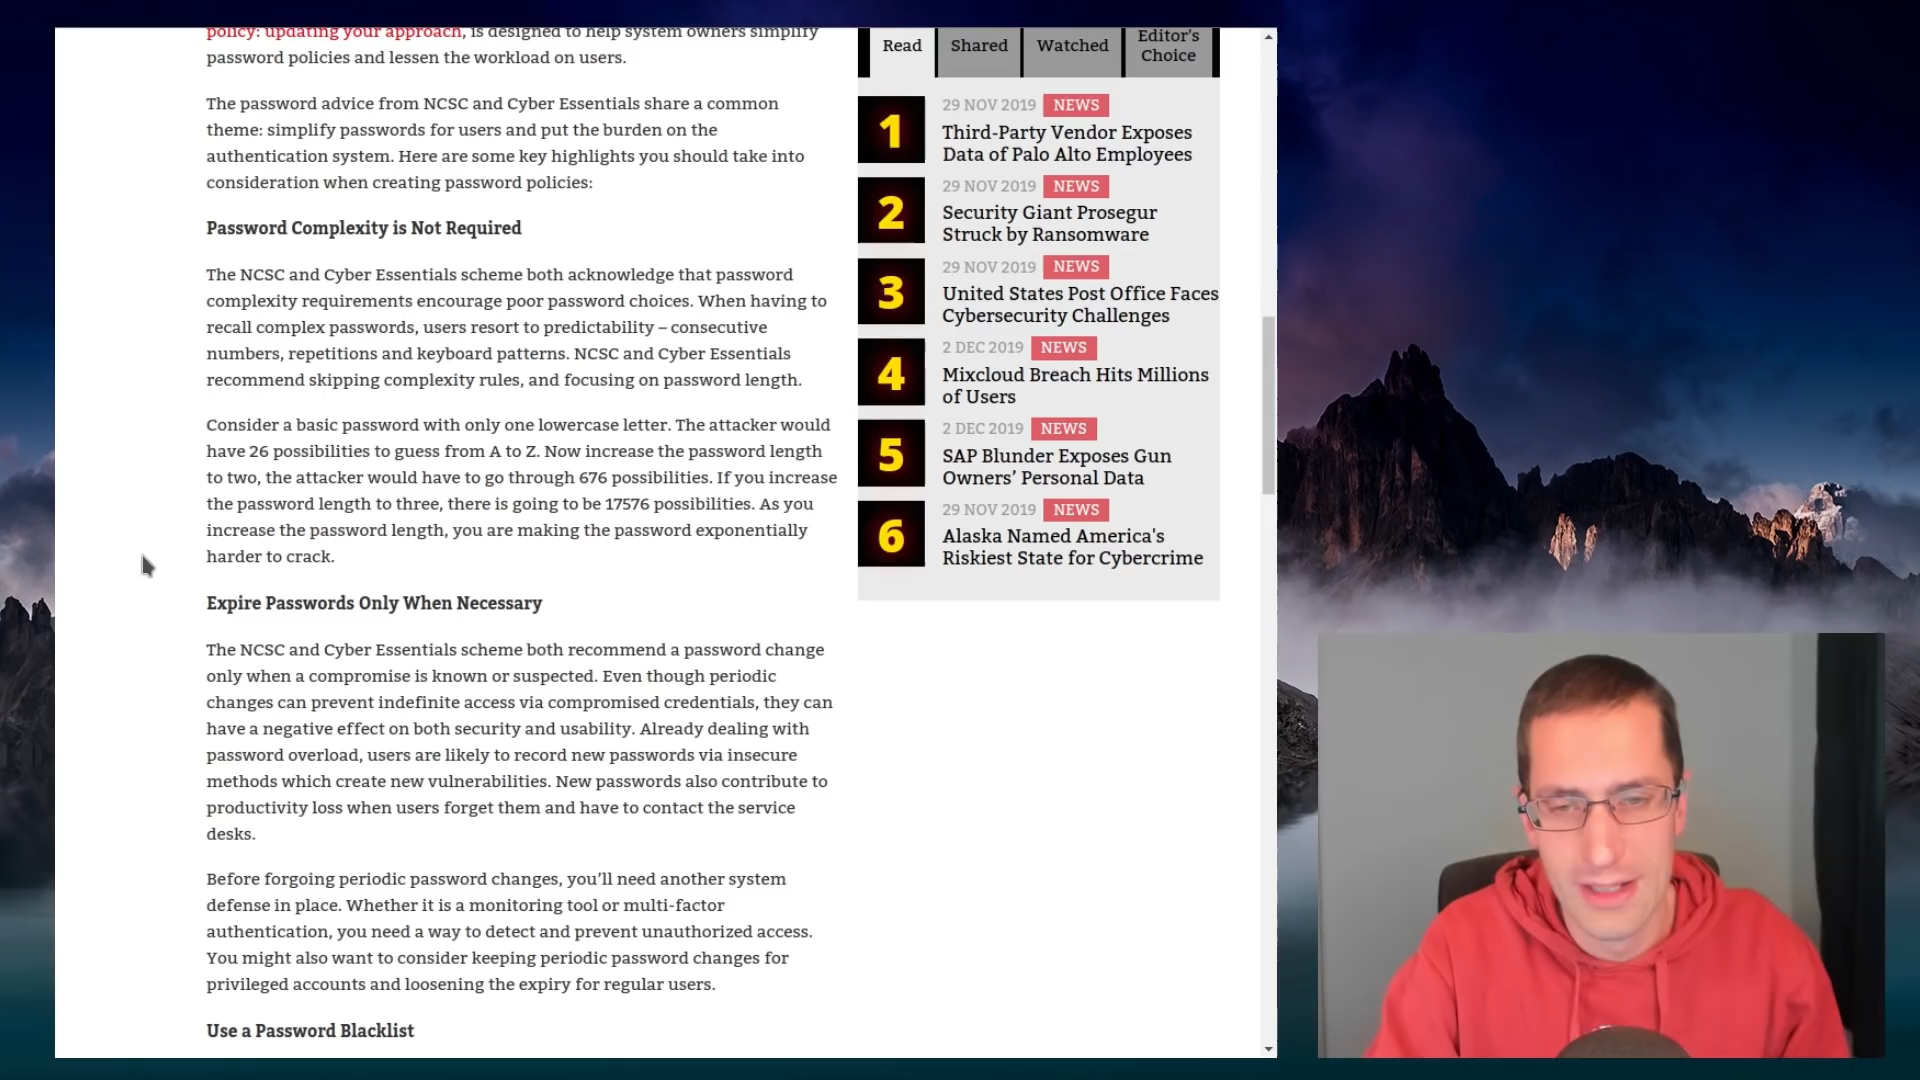 policy: updating your approach, is designed to help system owners simplify
password policies and lessen the workload on users.
The password advice from NCSC and Cyber Essentials share a common
theme: simplify passwords for users and put the burden on the
authentication system. Here are some key highlights you should take into
consideration when creating password policies:
Password Complexity is Not Required
The NCSC and Cyber Essentials scheme both acknowledge that password
complexity requirements encourage poor password choices. When having to
recall complex passwords, users resort to predictability – consecutive
numbers, repetitions and keyboard patterns. NCSC and Cyber Essentials
recommend skipping complexity rules, and focusing on password length.
Consider a basic password with only one lowercase letter. The attacker would
have 26 possibilities to guess from A to Z. Now increase the password length
to two, the attacker would have to go through 676 possibilities. If you increase
the password length to three, there is going to be 17576 possibilities. As you
increase the password length, you are making the password exponentially
harder to crack.
Expire Passwords Only When Necessary
The NCSC and Cyber Essentials scheme both recommend a password change
only when a compromise is known or suspected. Even though periodic
changes can prevent indefinite access via compromised credentials, they can
have a negative effect on both security and usability. Already dealing with
password overload, users are likely to record new passwords via insecure
methods which create new vulnerabilities. New passwords also contribute to
productivity loss when users forget them and have to contact the service
desks.
Before forgoing periodic password changes, you’ll need another system
defense in place. Whether it is a monitoring tool or multi-factor
authentication, you need a way to detect and prevent unauthorized access.
You might also want to consider keeping periodic password changes for
privileged accounts and loosening the expiry for regular users.
Use a Password Blacklist
Read
Shared
Watched
Editor's
Choice
1
29 NOV 2019 NEWS
Third-Party Vendor Exposes
Data of Palo Alto Employees
2
29 NOV 2019 NEWS
Security Giant Prosegur
Struck by Ransomware
3
29 NOV 2019 NEWS
United States Post Office Faces
Cybersecurity Challenges
4
2 DEC 2019 NEWS
Mixcloud Breach Hits Millions
of Users
5
2 DEC 2019 NEWS
SAP Blunder Exposes Gun
Owners’ Personal Data
6
29 NOV 2019 NEWS
Alaska Named America's
Riskiest State for Cybercrime